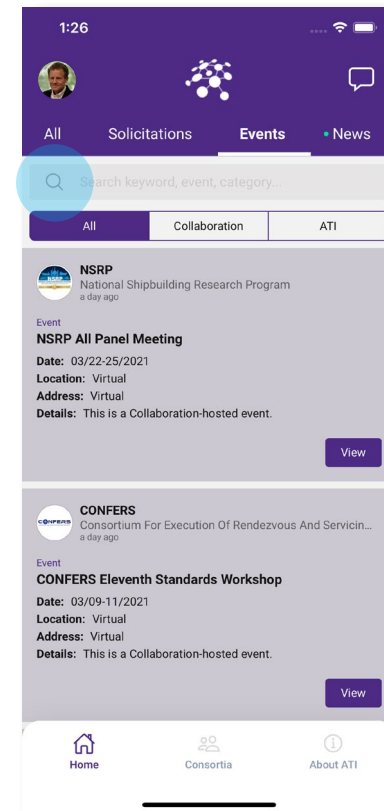 1:26
All Solicitations Events News
Search keyword, event, category...
All Collaboration ATI
NSRP
National Shipbuilding Research Program
a day ago
Event
NSRP All Panel Meeting
Date: 03/22-25/2021
Location: Virtual
Address: Virtual
Details: This is a Collaboration-hosted event.
View
CONFERS
CONFERS
Consortium For Execution Of Rendezvous And Servicin...
a day ago
Event
CONFERS Eleventh Standards Workshop
Date: 03/09-11/2021
Location: Virtual
Address: Virtual
Details: This is a Collaboration-hosted event.
View
Home Consortia About ATI